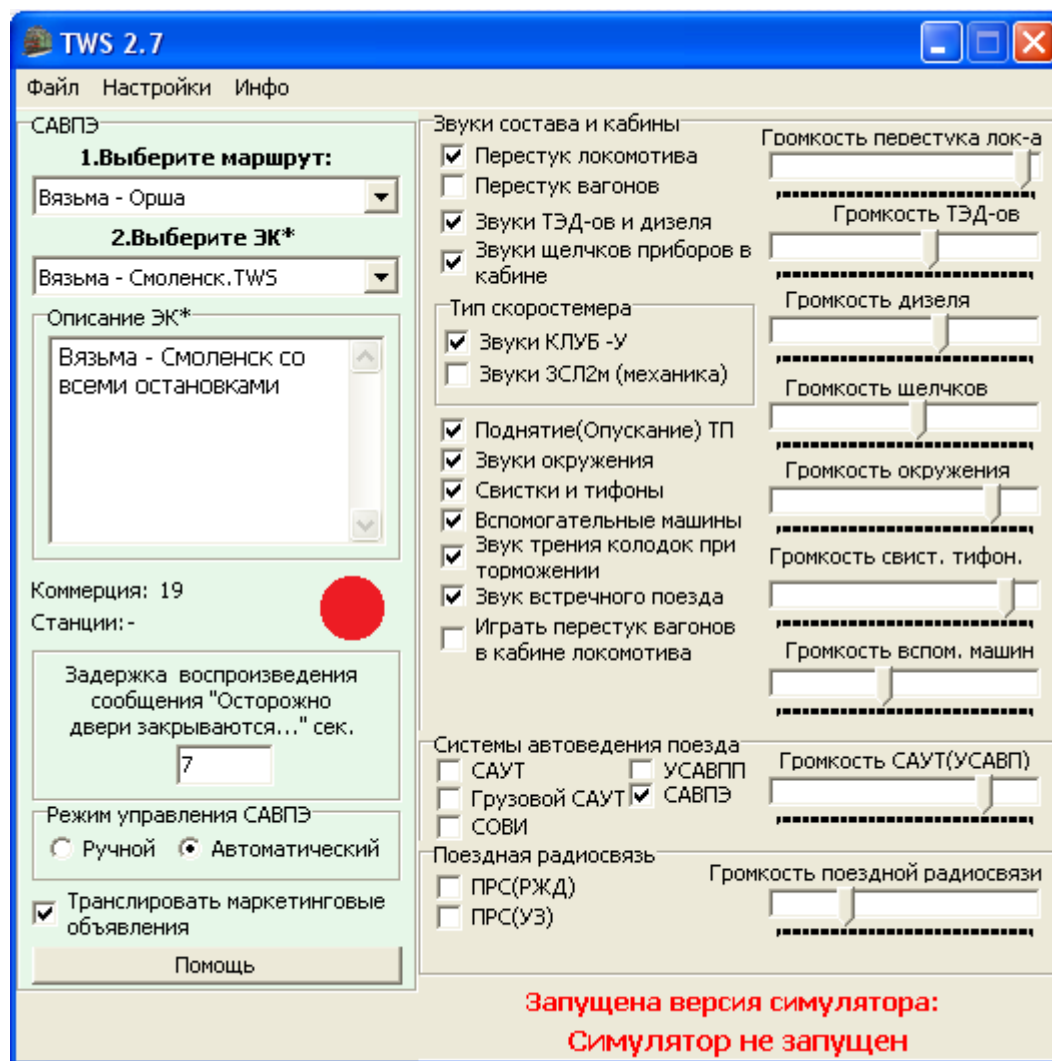 TWS 2.7
Файл Настройки Инфо
САВПЭ
1.Выберите маршрут:
Вязьма - Орша
2.Выберите ЭК*
Вязьма - Смоленск.TWS
Описание ЭК*
Вязьма - Смоленск со
всеми остановками
Коммерция: 19
Станции:-
Задержка воспроизведения
сообщения "Осторожно
двери закрываются..." сек.
7
Режим управления САВПЭ
Ручной Автоматический
Транслировать маркетинговые
объявления
Помощь
Звуки состава и кабины
Перестук локомотива
Перестук вагонов
Звуки ТЭД-ов и дизеля
Звуки щелчков приборов в
кабине
Тип скоростемера
Звуки КЛУБ -У
Звуки 3СЛ2м (механика)
Поднятие(Опускание) ТП
Звуки окружения
Свистки и тифоны
Вспомогательные машины
Звук трения колодок при
торможении
Звук встречного поезда
Играть перестук вагонов
в кабине локомотива
Громкость перестука лок-а
Громкость ТЭД-ов
Громкость дизеля
Громкость щелчков
Громкость окружения
Громкость свист. тифон.
Громкость вспом. машин
Системы автоведения поезда
САУТ УСАВПП
Грузовой САУТ САВПЭ
СОВИ
Громкость САУТ(УСАВП)
Поездная радиосвязь
ПРС(РЖД)
ПРС(УЗ)
Громкость поездной радиосвязи
Запущена версия симулятора:
Симулятор не запущен